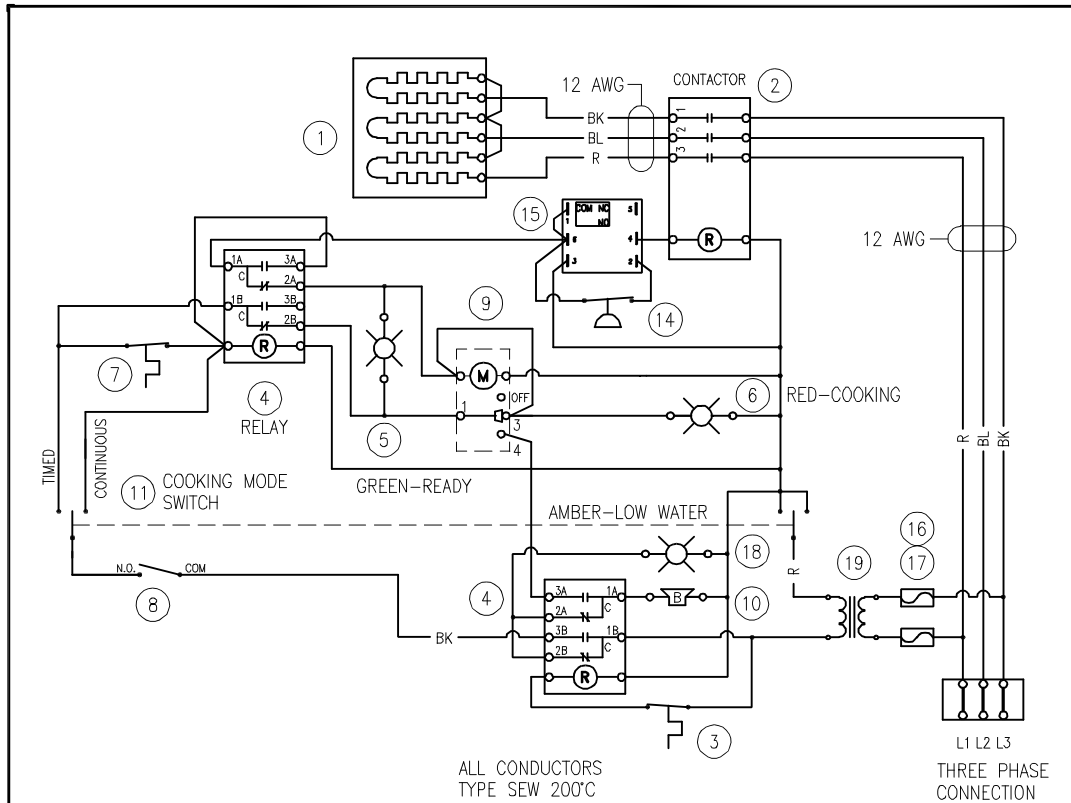 12 AWG
CONTACTOR
2
1
BK
BL
R
1
2
3
15
COM NC
NO
1
5
6
4
3
2
R
12 AWG
1A
3A
C
2A
1B
3B
C
2B
R
14
9
M
OFF
1
3
4
7
4
RELAY
5
6
RED-COOKING
R
BL
BK
TIMED
CONTINUOUS
11
COOKING MODE
SWITCH
GREEN-READY
AMBER-LOW WATER
N.O.
COM
8
18
R
19
16
17
4
3A
1A
2A
C
3B
1B
2B
C
R
B
10
BK
3
L1 L2 L3
THREE PHASE
CONNECTION
ALL CONDUCTORS
TYPE SEW 200°C